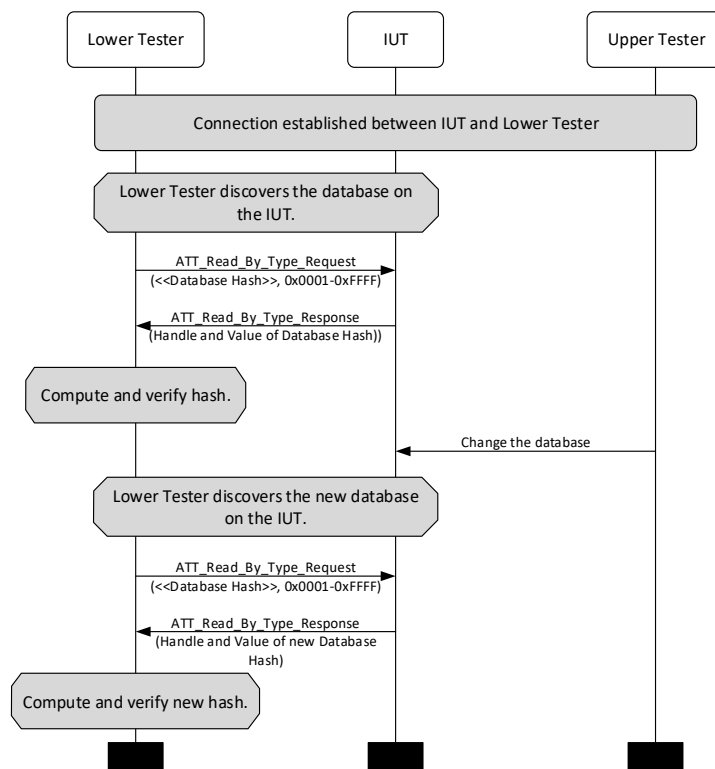 Lower Tester
IUT
Upper Tester
Connection established between IUT and Lower Tester
Lower Tester discovers the database on
the IUT.
ATT_Read_By_Type_Request
(<<Database Hash>>, 0x0001-0xFFFF)
ATT_Read_By_Type_Response
(Handle and Value of Database Hash))
Compute and verify hash.
Change the database
Lower Tester discovers the new database
on the IUT.
ATT_Read_By_Type_Request
(<<Database Hash>>, 0x0001-0xFFFF)
ATT_Read_By_Type_Response
(Handle and Value of new Database
Hash)
Compute and verify new hash.